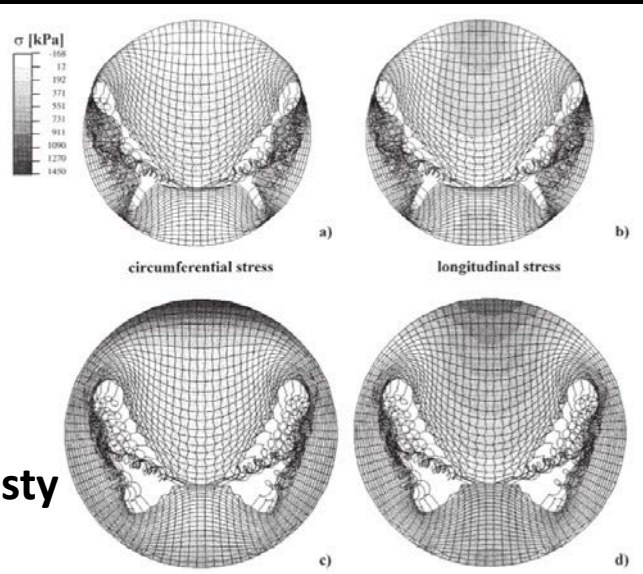 σ [kPa]
-168
12
192
371
551
731
911
1090
1270
1450
a)
b)
circumferential stress
longitudinal stress
sty
c)
d)